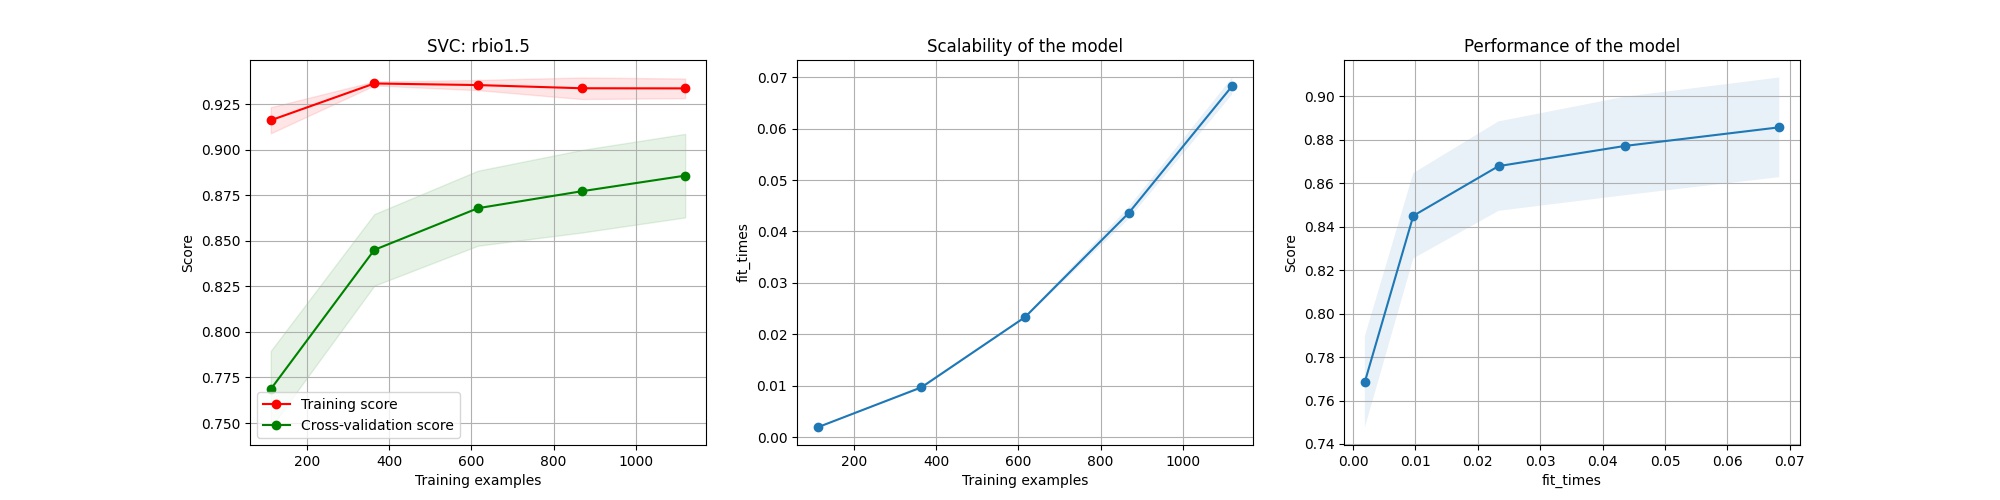 SVC: rbio1.5
Score
0.925
0.900
0.875
0.850
0.825
0.800
0.775
0.750
Training score
Cross-validation score
200 400 600 800 1000
Training examples
Scalability of the model
fit_times
0.07
0.06
0.05
0.04
0.03
0.02
0.01
0.00
200 400 600 800 1000
Training examples
Performance of the model
Score
0.90
0.88
0.86
0.84
0.82
0.80
0.78
0.76
0.74
0.00 0.01 0.02 0.03 0.04 0.05 0.06 0.07
fit_times